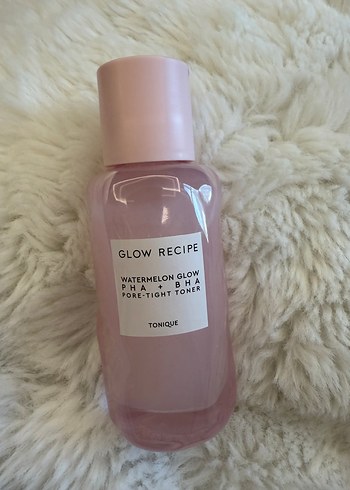 GLOW RECIPE
WATERMELON GLOW
PHA + BHA
PORE-TIGHT TONER
TONIQUE